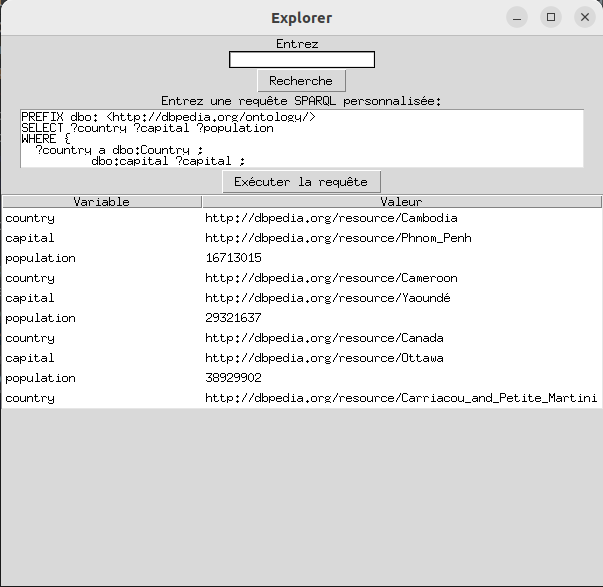 Explorer
Entrez
Recherche
Entrez une requête SPARQL personnalisée:
PREFIX dbo: <http://dbpedia.org/ontology/>
SELECT ?country ?capital ?population
WHERE {
?country a dbo:Country ;
dbo:capital ?capital ;
Exécuter la requête
Variable Valeur
country http://dbpedia.org/resource/Cambodia
capital http://dbpedia.org/resource/Phnom_Penh
population 16713015
country http://dbpedia.org/resource/Cameroon
capital http://dbpedia.org/resource/Yaoundé
population 29321637
country http://dbpedia.org/resource/Canada
capital http://dbpedia.org/resource/Ottawa
population 38929902
country http://dbpedia.org/resource/Carriacou_and_Petite_Martini